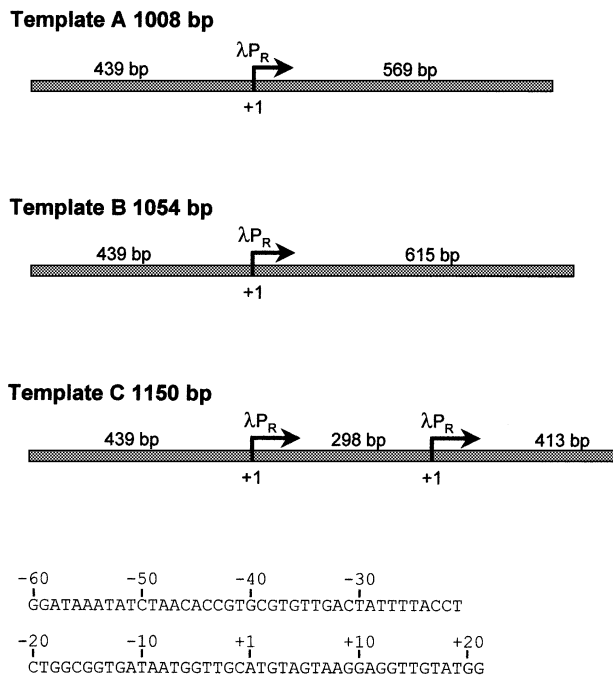 Template A 1008 bp
λPR
439 bp 569 bp
+1
Template B 1054 bp
λPR
439 bp 615 bp
+1
Template C 1150 bp
λPR λPR
439 bp 298 bp 413 bp
+1 +1
-60 -50 -40 -30
GGATAAATATCTAACACCGTGCGTGTTGACTATTTTACCT
-20 -10 +1 +10 +20
CTGGCGGTGATAATGGTTGCATGTAGTAAGGAGGTTGTATGG